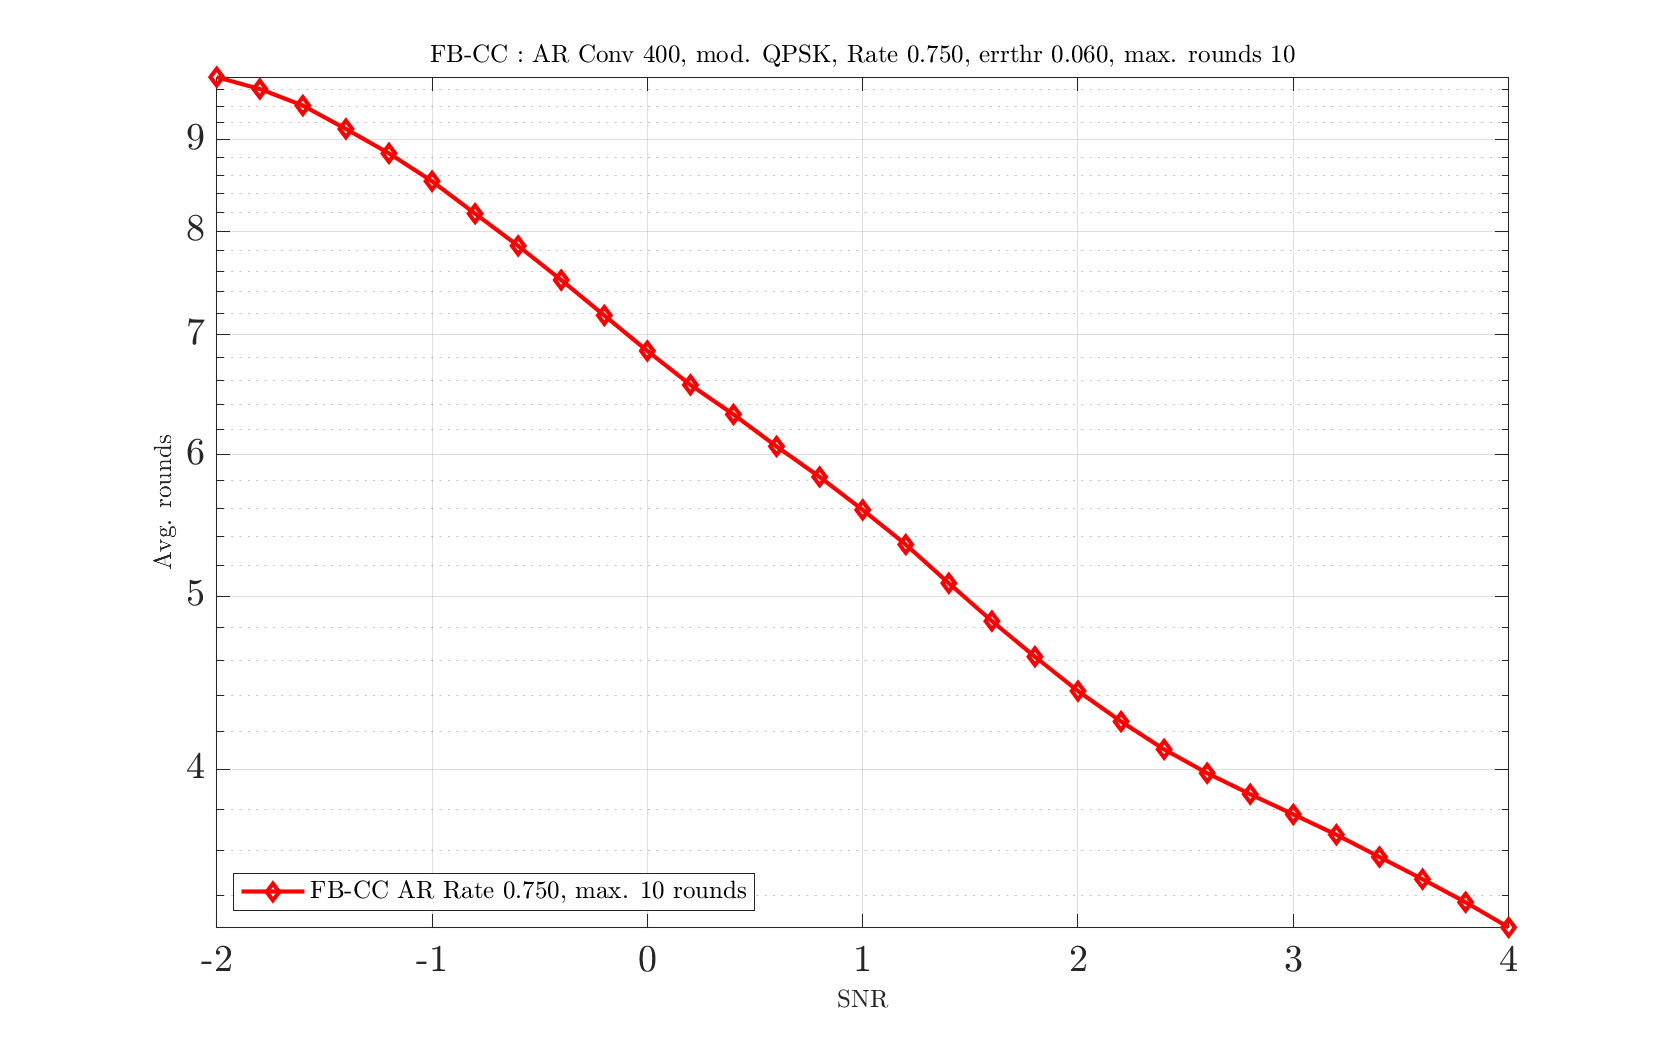 FB-CC : AR Conv 400, mod. QPSK, Rate 0.750, errthr 0.060, max. rounds 10
Avg. rounds
9
8
7
6
5
4
FB-CC AR Rate 0.750, max. 10 rounds
-2 -1 0 1 2 3 4
SNR